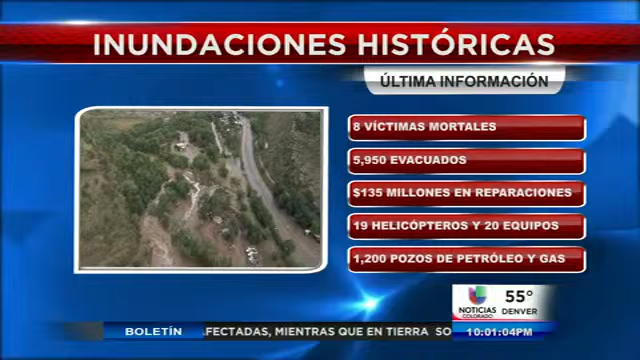 INUNDACIONES HISTÓRICAS
ÚLTIMA INFORMACIÓN
8 VÍCTIMAS MORTALES
5,950 EVACUADOS
$135 MILLONES EN REPARACIONES
19 HELICÓPTEROS Y 20 EQUIPOS
1,200 POZOS DE PETRÓLEO Y GAS
NOTICIAS
COLORADO
55°
DENVER
BOLETÍN
AFECTADAS, MIENTRAS QUE EN TIERRA SO
10:01:04PM